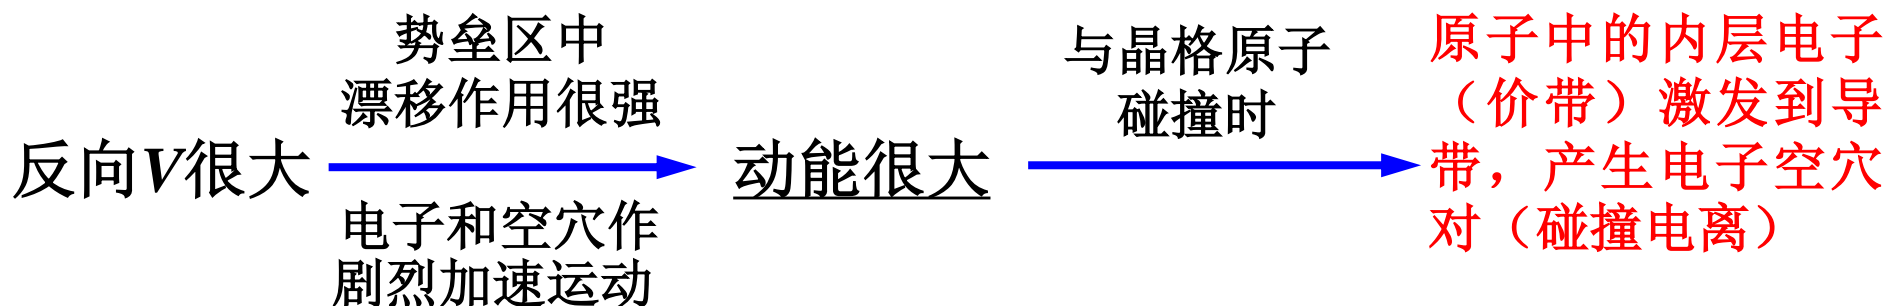 势垒区中
漂移作用很强
反向V很大
电子和空穴作
剧烈加速运动
动能很大
与晶格原子
碰撞时
原子中的内层电子
（价带）激发到导
带，产生电子空穴
对（碰撞电离）